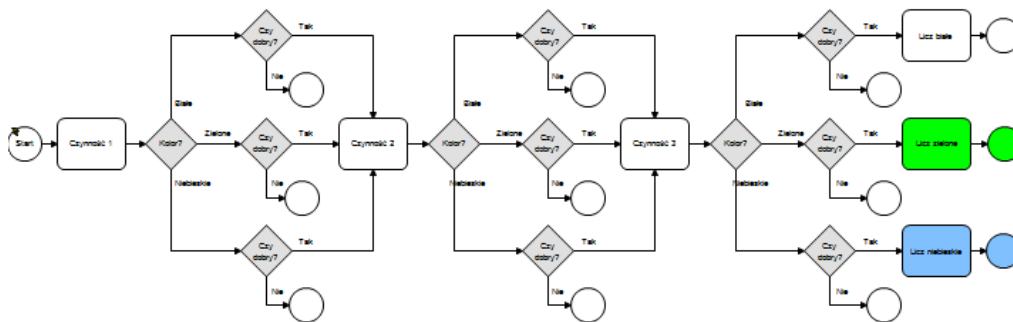 Czy
dobry?
Tak
Nie
Białe
Start
Czynność 1
Kolor?
Zielone
Czy
dobry?
Tak
Nie
Niebieskie
Czy
dobry?
Tak
Nie
Czynność 2
Czy
dobry?
Tak
Nie
Białe
Kolor?
Zielone
Czy
dobry?
Tak
Nie
Niebieskie
Czy
dobry?
Tak
Nie
Czynność 3
Czy
dobry?
Tak
Nie
Licz białe
Białe
Kolor?
Zielone
Czy
dobry?
Tak
Nie
Licz zielone
Niebieskie
Czy
dobry?
Tak
Nie
Licz niebieskie